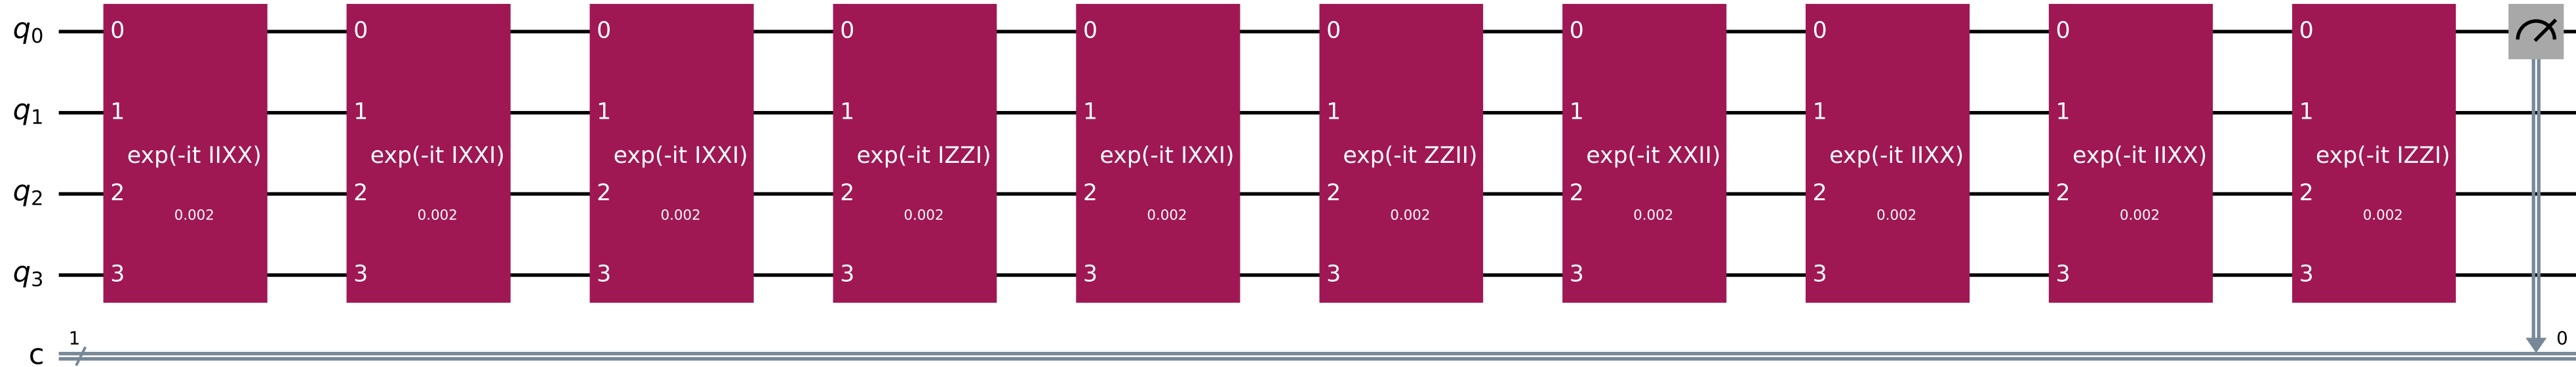 q0 0 0 0 0 0 0 0 0 0 0
q1 1 1 1 1 1 1 1 1 1 1
exp(-it IIXX) exp(-it IXXI) exp(-it IXXI) exp(-it IZZI) exp(-it IXXI) exp(-it ZZII) exp(-it XXII) exp(-it IIXX) exp(-it IIXX) exp(-it IZZI)
q2 2 2 2 2 2 2 2 2 2 2
0.002 0.002 0.002 0.002 0.002 0.002 0.002 0.002 0.002 0.002
q3 3 3 3 3 3 3 3 3 3 3
1 0
c